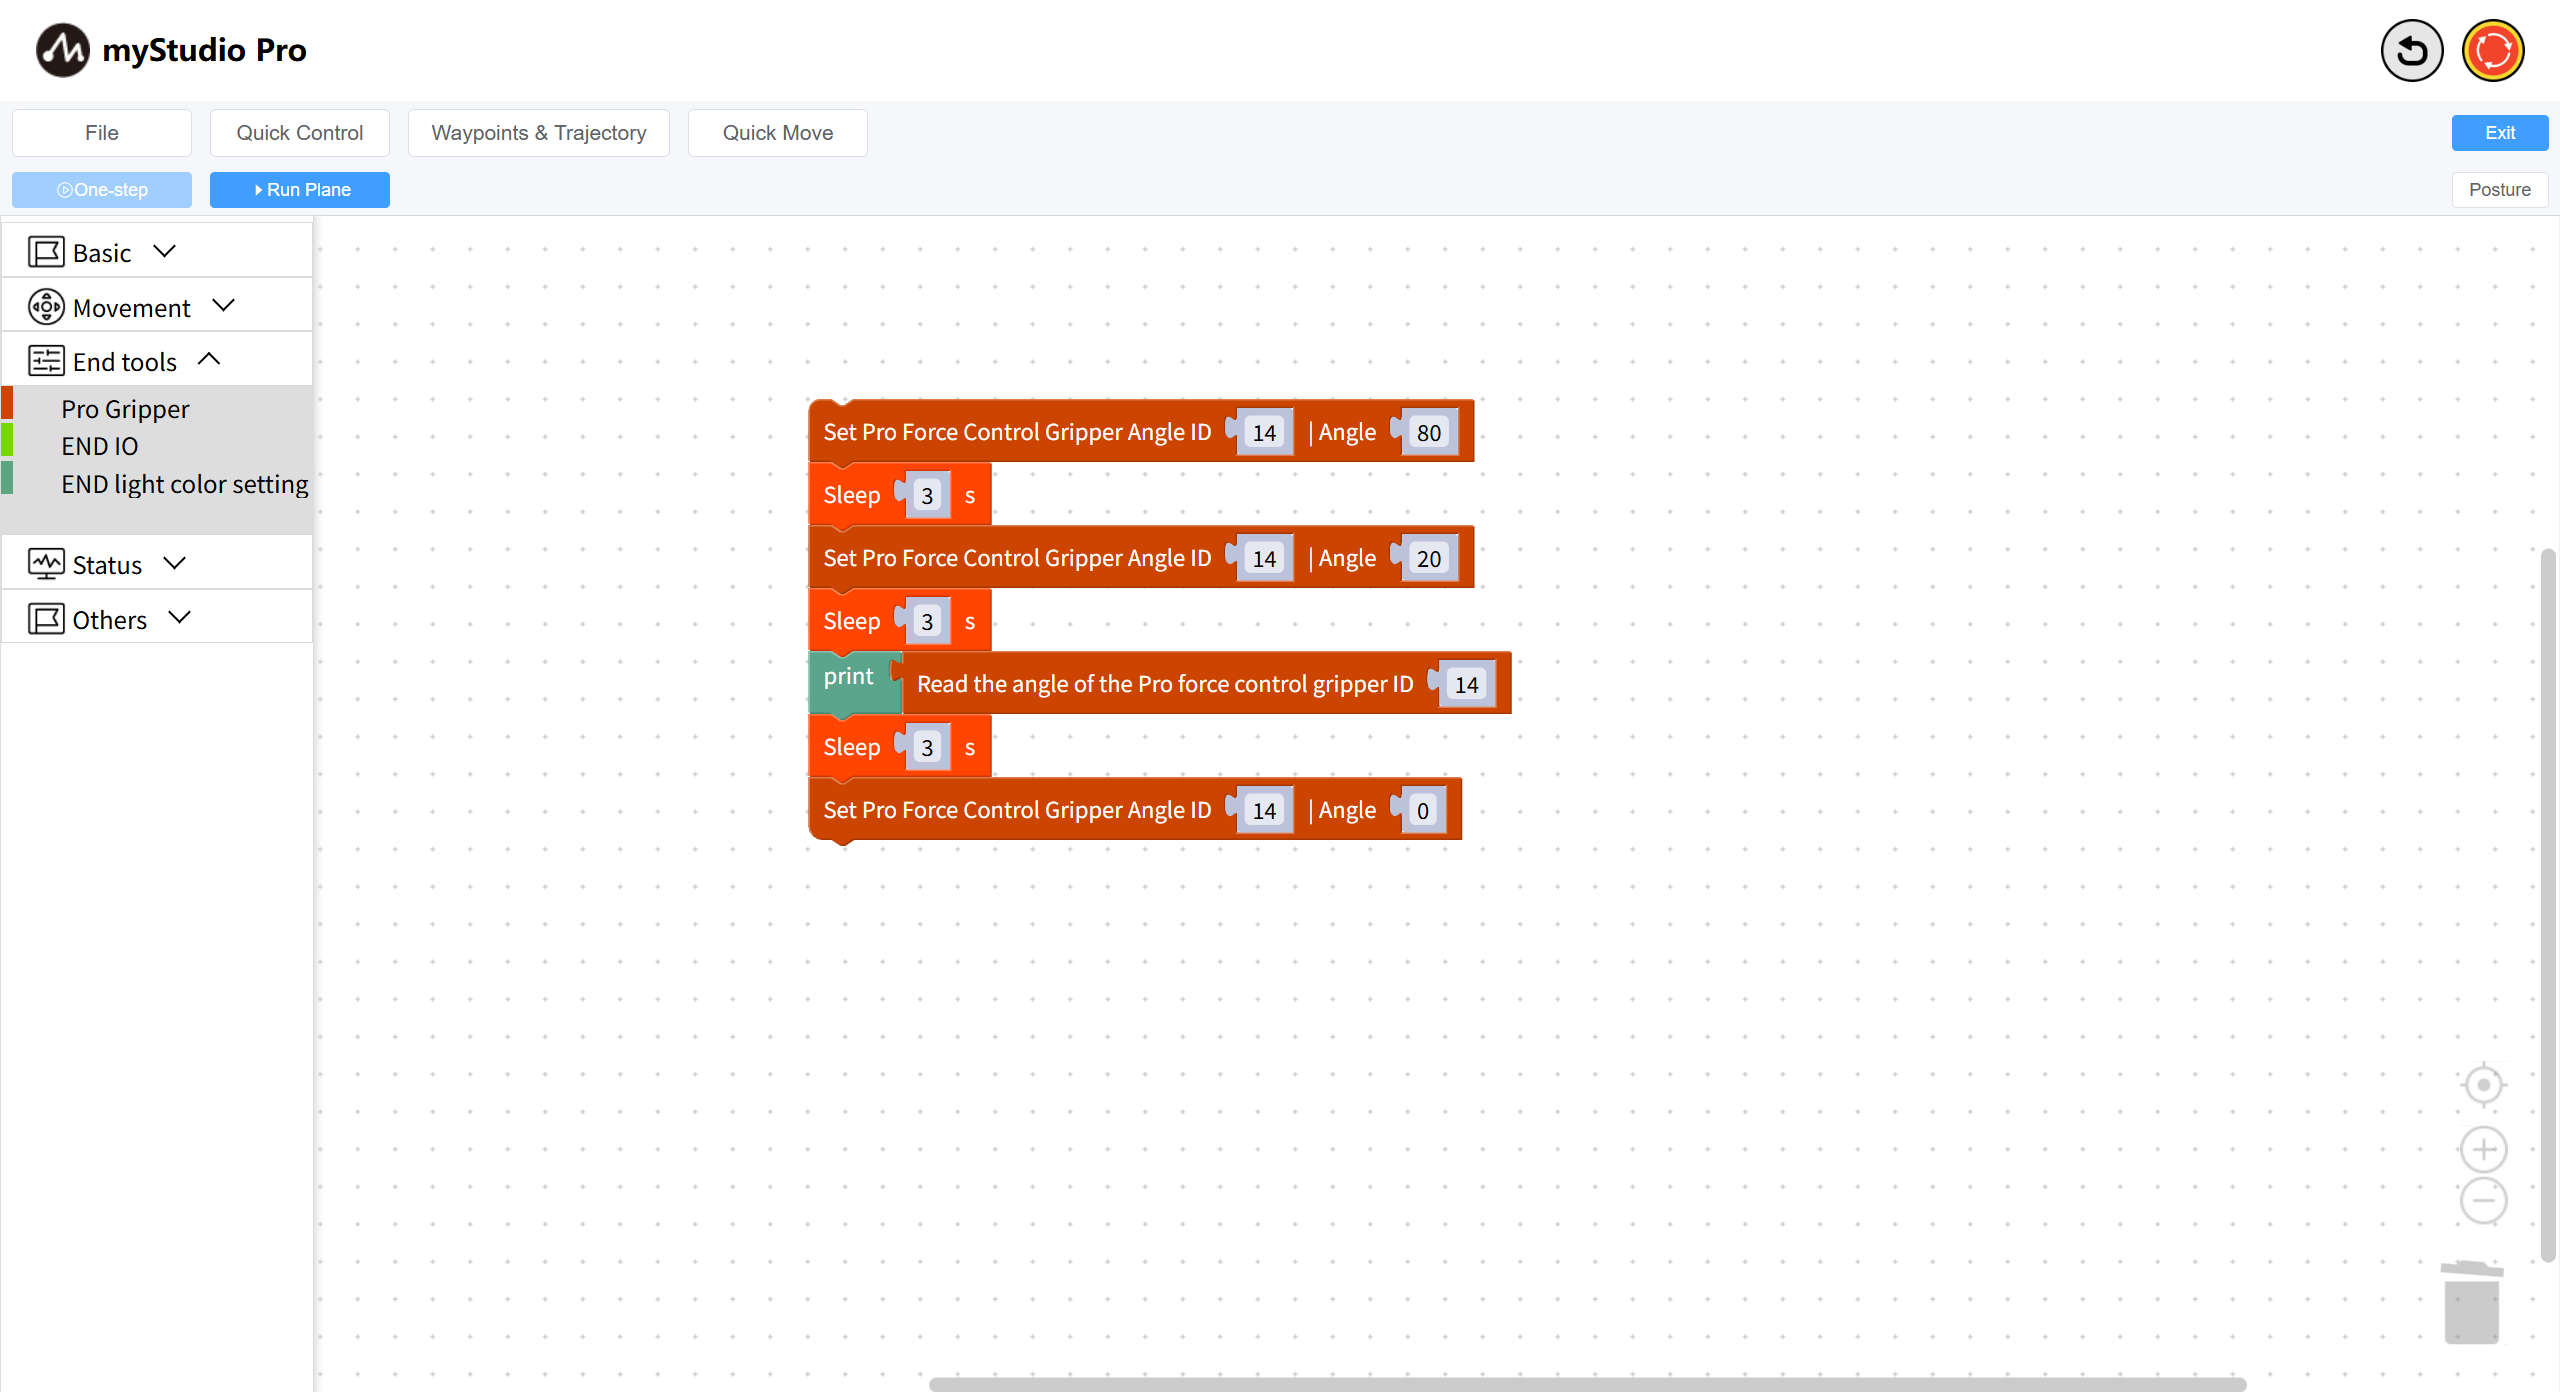 myStudio Pro
File
Quick Control
Waypoints & Trajectory
Quick Move
Exit
One-step
Run Plane
Posture
Basic
Movement
End tools
Pro Gripper
END IO
END light color setting
Status
Others
Set Pro Force Control Gripper Angle ID 14 | Angle 80
Sleep 3 s
Set Pro Force Control Gripper Angle ID 14 | Angle 20
Sleep 3 s
print Read the angle of the Pro force control gripper ID 14
Sleep 3 s
Set Pro Force Control Gripper Angle ID 14 | Angle 0